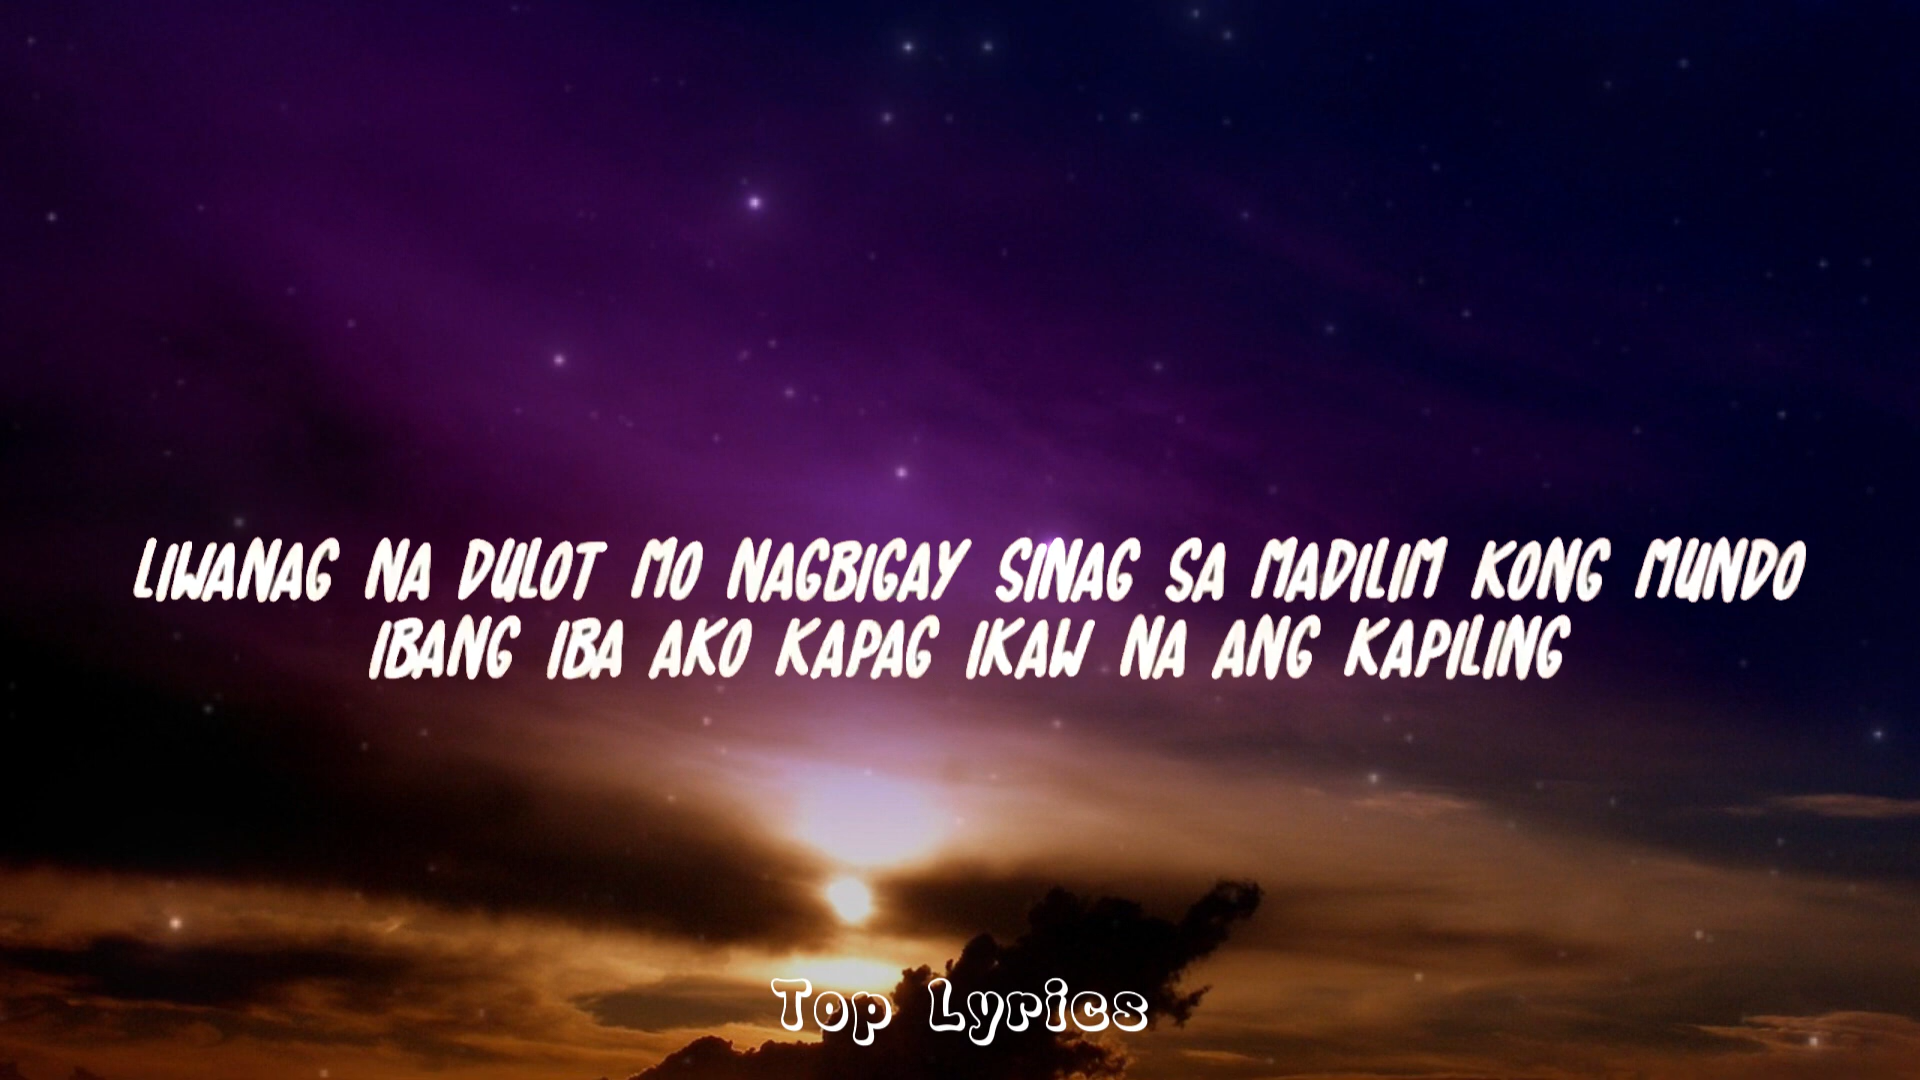 LIWANAG NA DULOT MO NAGBIGAY SINAG SA MADILIM KONG MUNDO
IBANG IBA AKO KAPAG IKAW NA ANG KAPILING
Top Lyrics